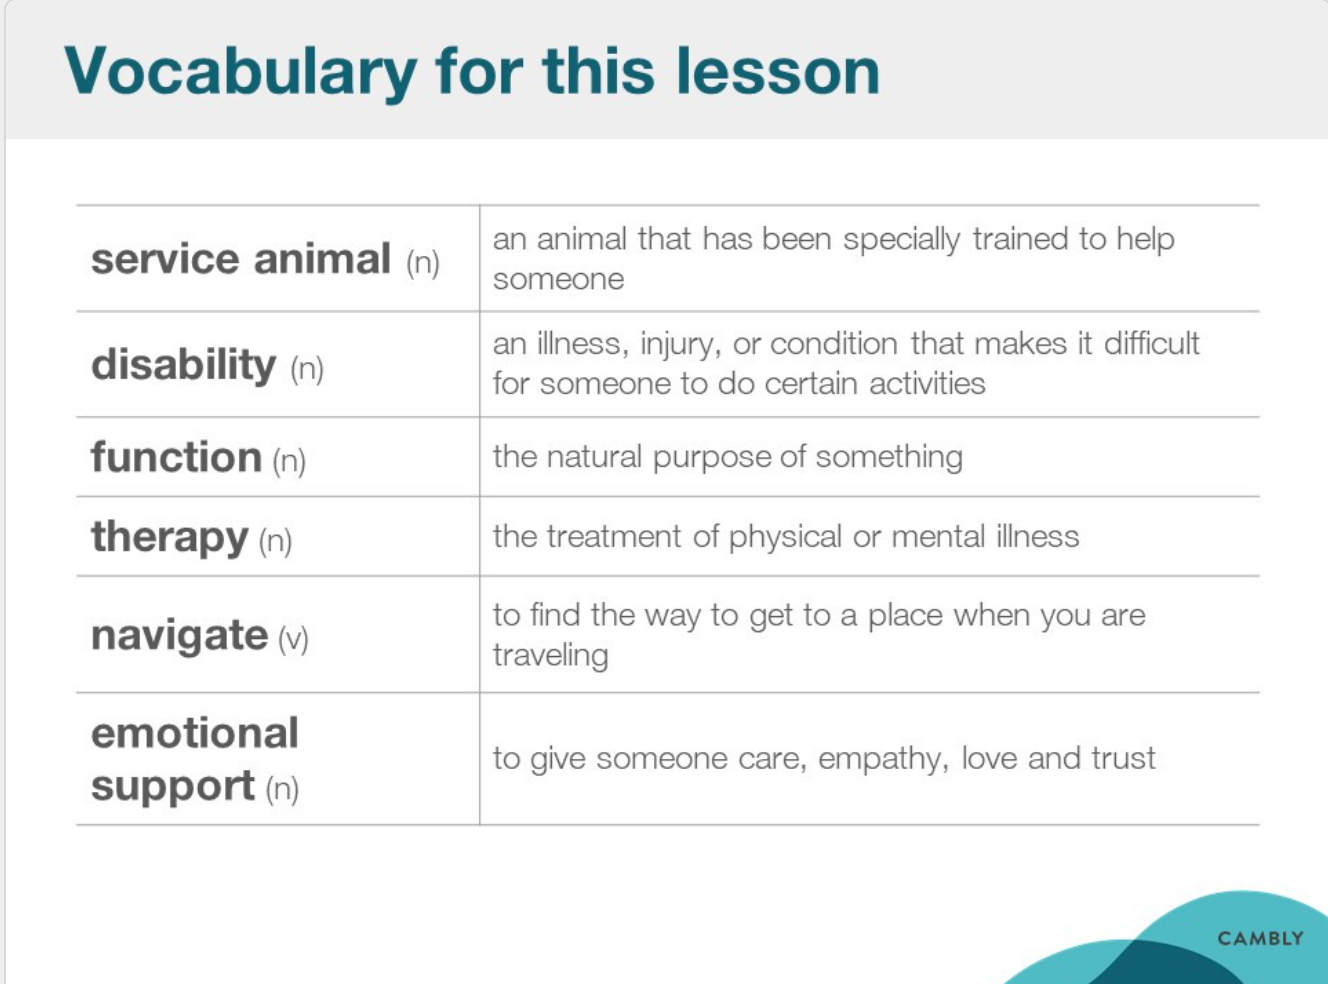 Vocabulary for this lesson
service animal (n)
an animal that has been specially trained to help
someone
disability (n)
an illness, injury, or condition that makes it difficult
for someone to do certain activities
function (n)
the natural purpose of something
therapy (n)
the treatment of physical or mental illness
navigate (v)
to find the way to get to a place when you are
traveling
emotional
support (n)
to give someone care, empathy, love and trust
CAMBLY